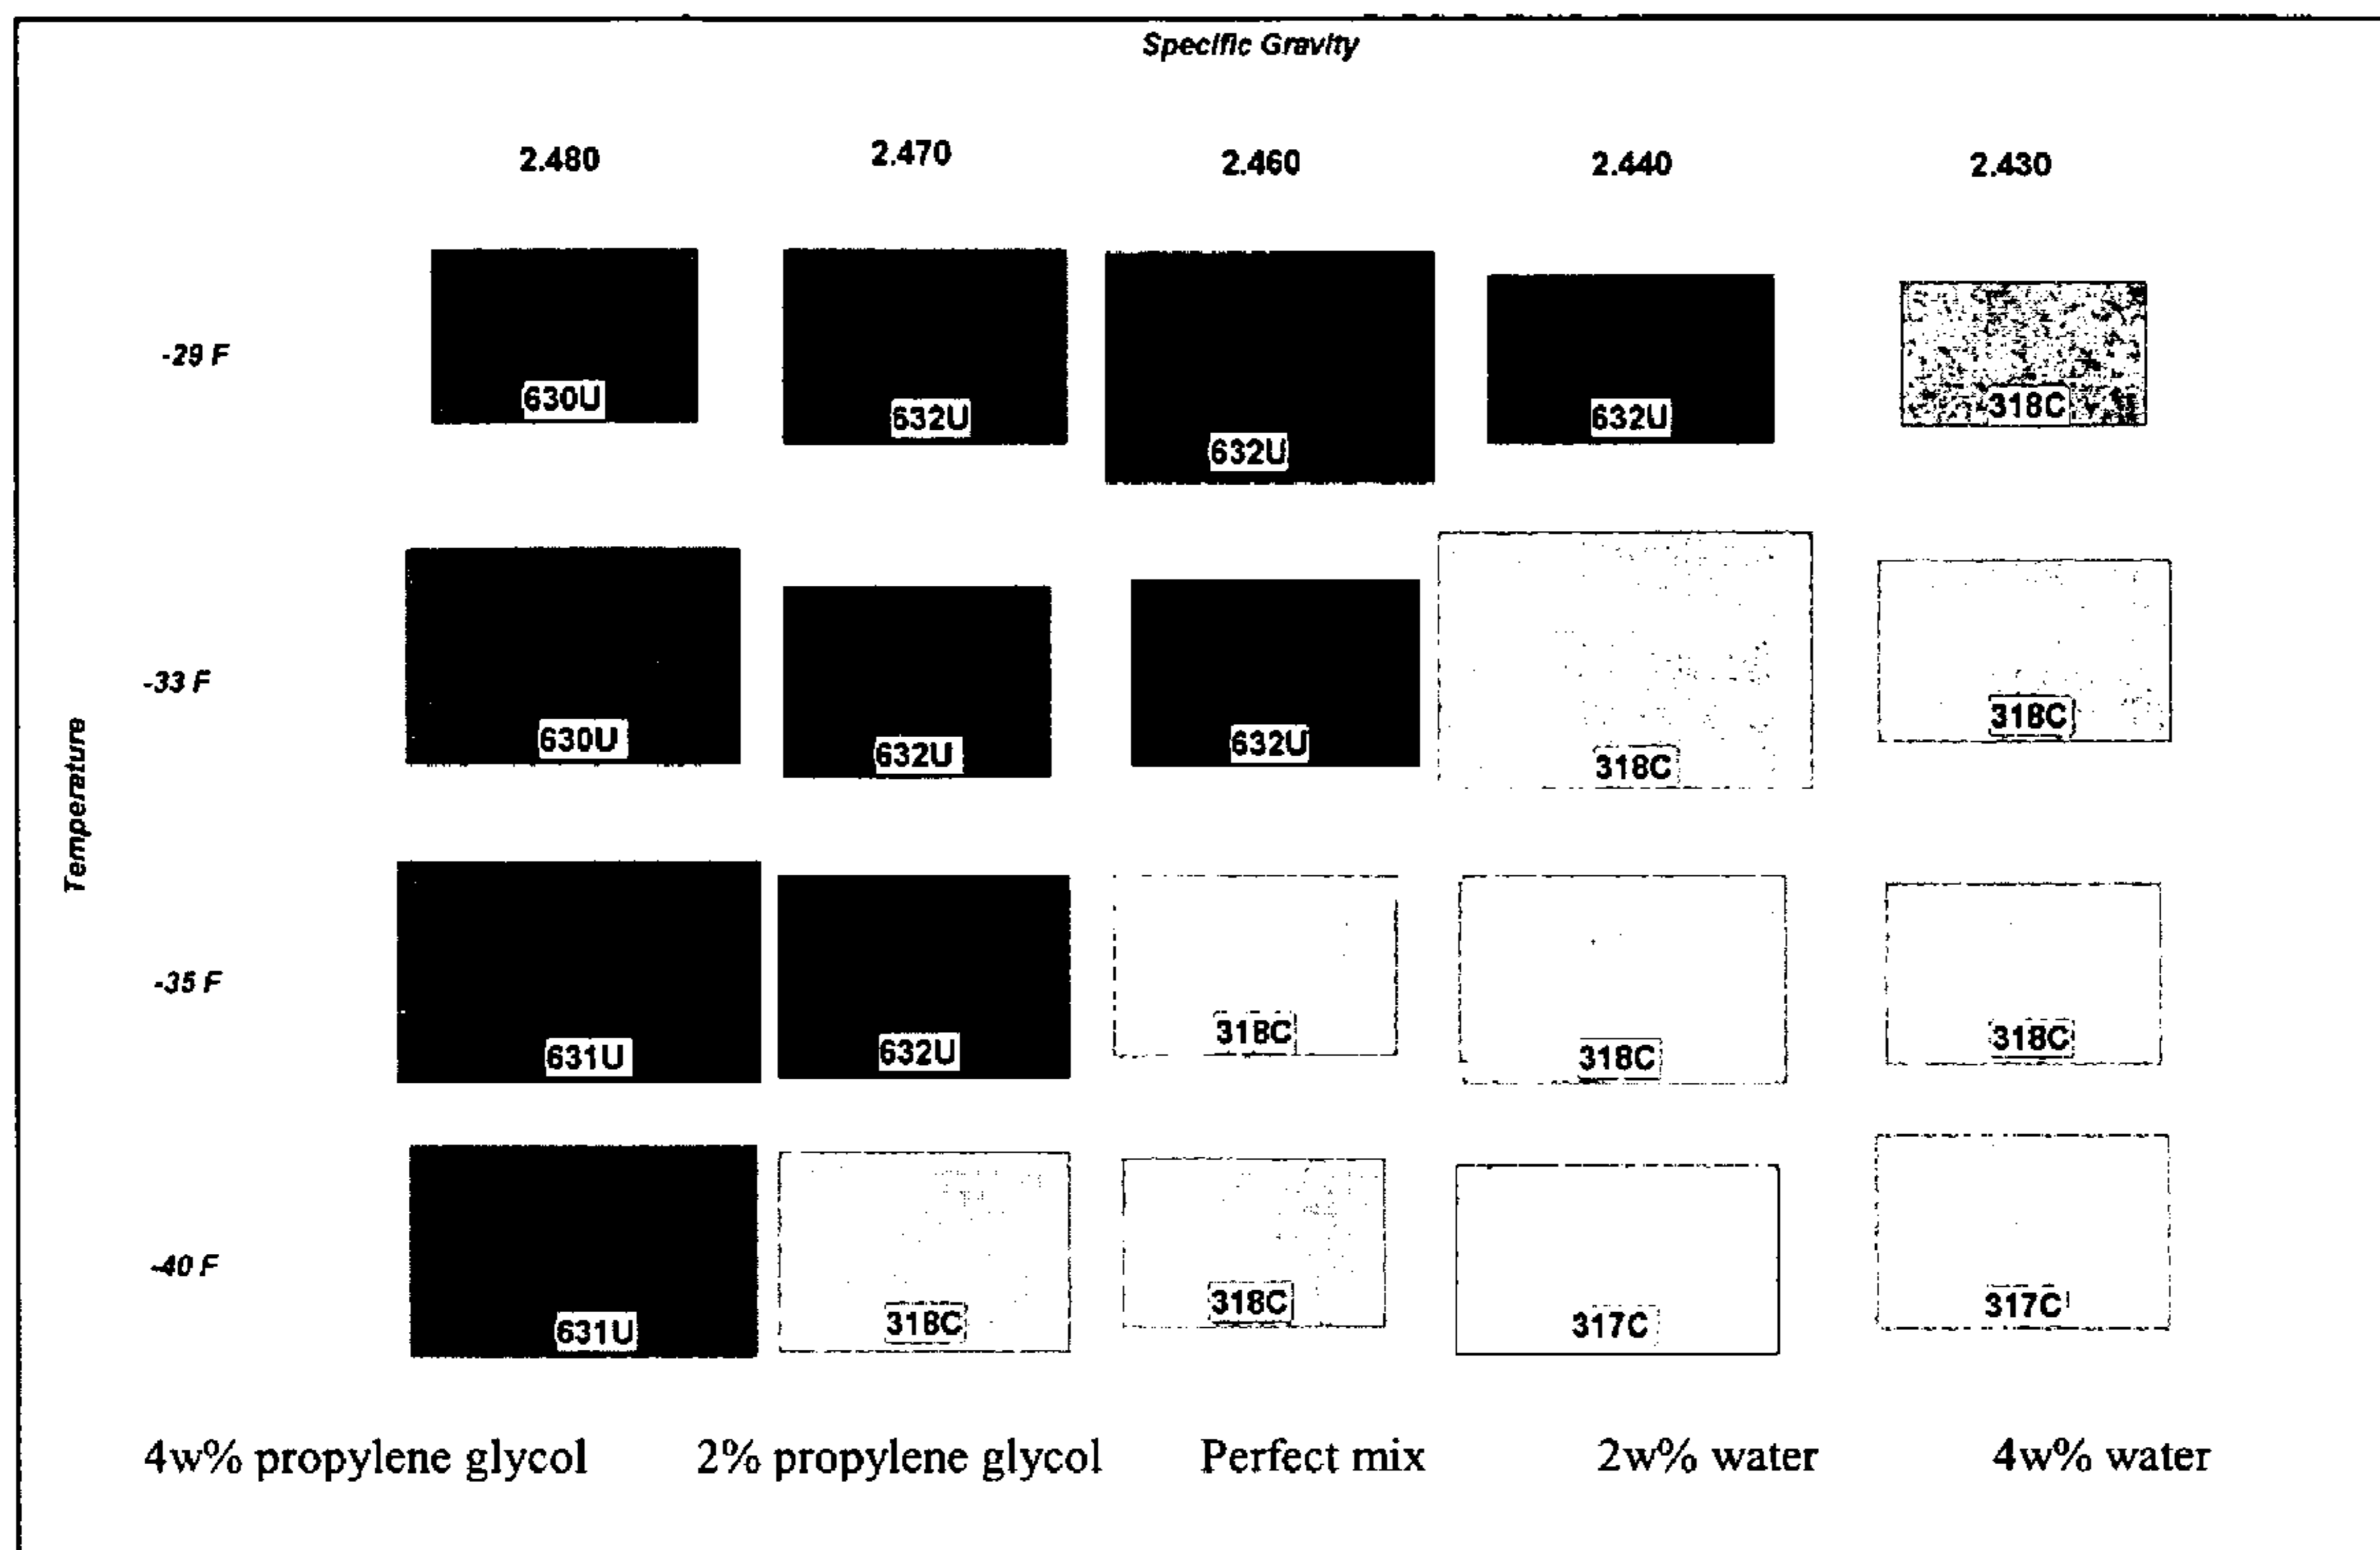 Specific Gravity
2.480 2.470 2.460 2.440 2.430
-29 F
630U 632U 632U 632U 318C
-33 F
630U 632U 632U 318C 318C
Temperature
-35 F
631U 632U 318C 318C 318C
-40 F
631U 318C 318C 317C 317C
4w% propylene glycol 2% propylene glycol Perfect mix 2w% water 4w% water